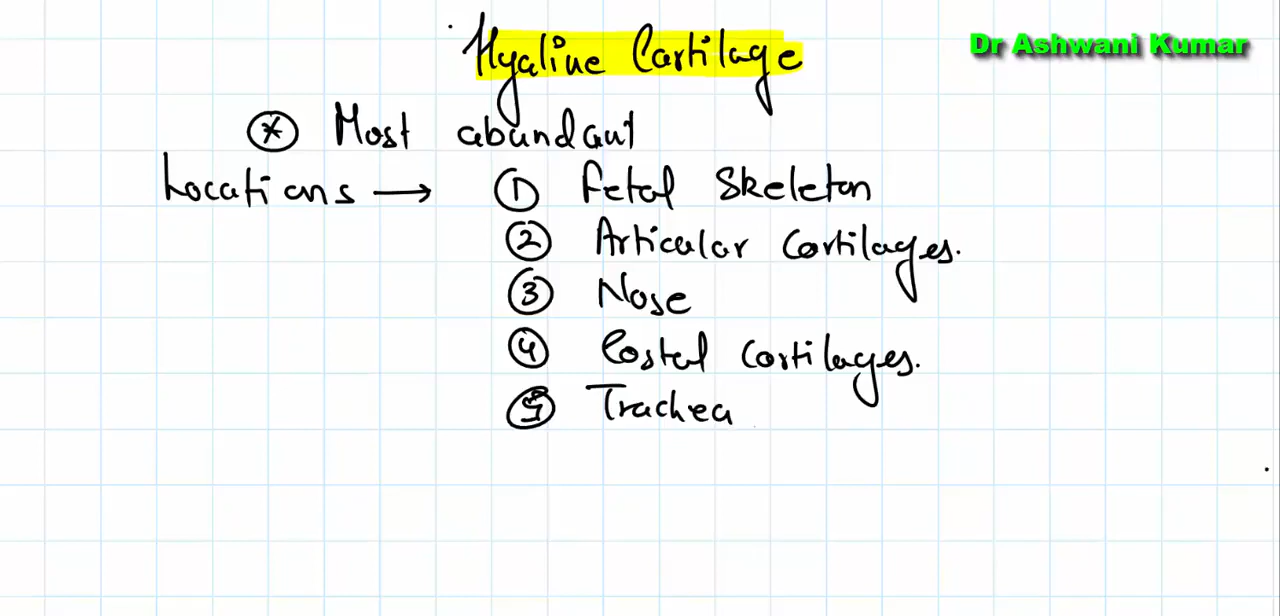 Hyaline Cartilage
Dr Ashwani Kumar
* Most abundant
Locations → 1 Fetal Skeleton
2 Articular Cartilages.
3 Nose
4 Costal Cartilages.
5 Trachea